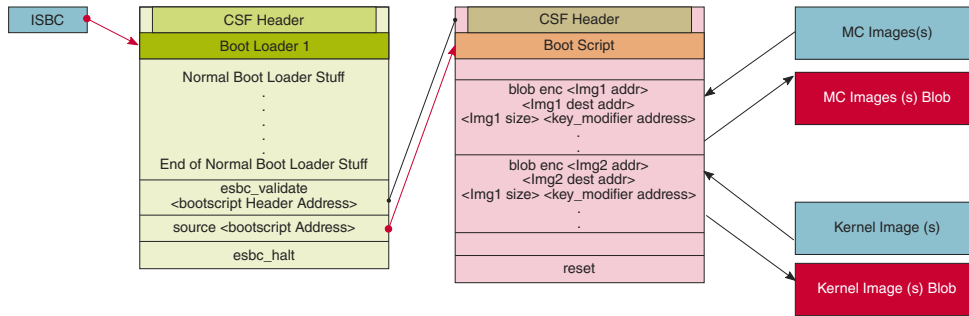 ISBC
CSF Header
Boot Loader 1
Normal Boot Loader Stuff
.
.
.
.
End of Normal Boot Loader Stuff
esbc_validate
<bootscript Header Address>
source <bootscript Address>
esbc_halt
CSF Header
Boot Script
blob enc <Img1 addr>
<Img1 dest addr>
<Img1 size> <key_modifier address>
.
.
blob enc <Img2 addr>
<Img2 dest addr>
<Img1 size> <key_modifier address>
.
.
reset
MC Images(s)
MC Images (s) Blob
Kernel Image (s)
Kernel Image (s) Blob